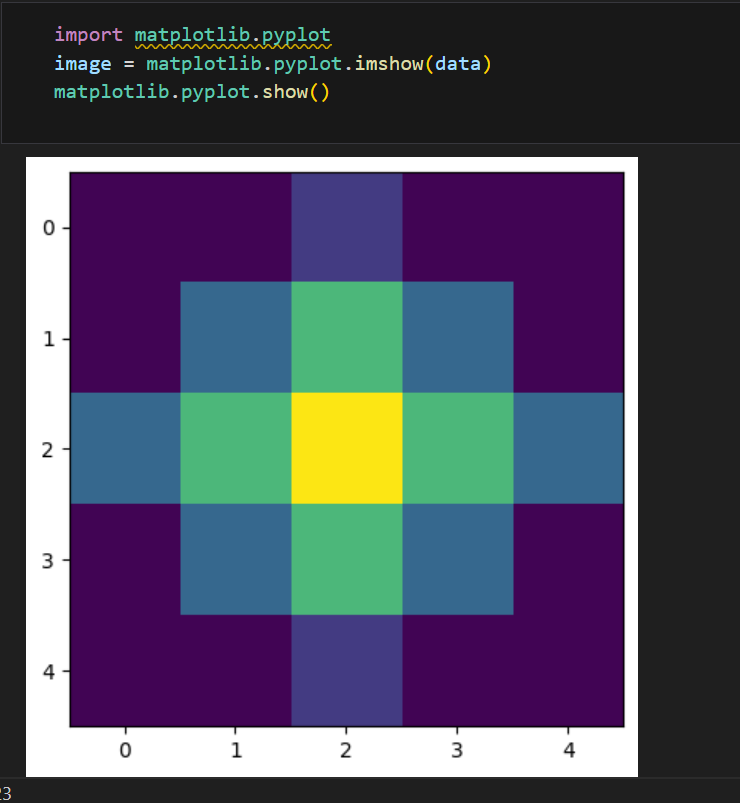 import matplotlib.pyplot
image = matplotlib.pyplot.imshow(data)
matplotlib.pyplot.show()
0
1
2
3
4
0 1 2 3 4
23